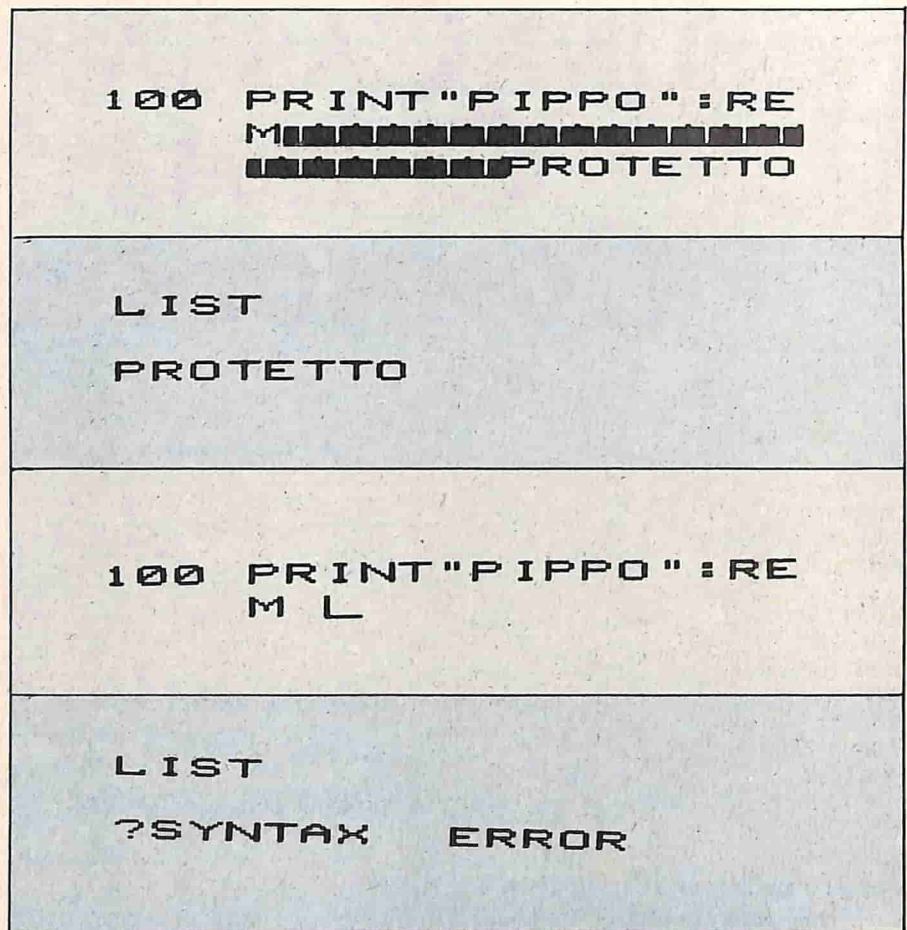 100 PRINT"PIPPO":RE
M
PROTETTO
LIST
PROTETTO
100 PRINT"PIPPO":RE
M L
LIST
?SYNTAX ERROR